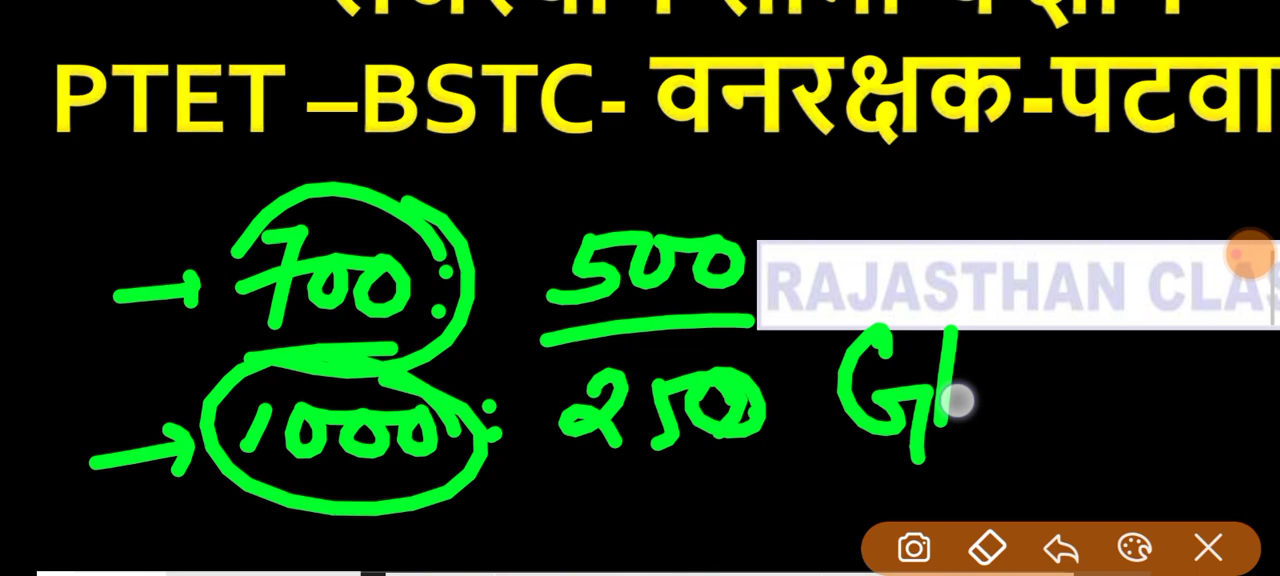 PTET –BSTC- वनरक्षक-पटवा
→ 700: 500
RAJASTHAN CLAS
→ 1000: 250 G